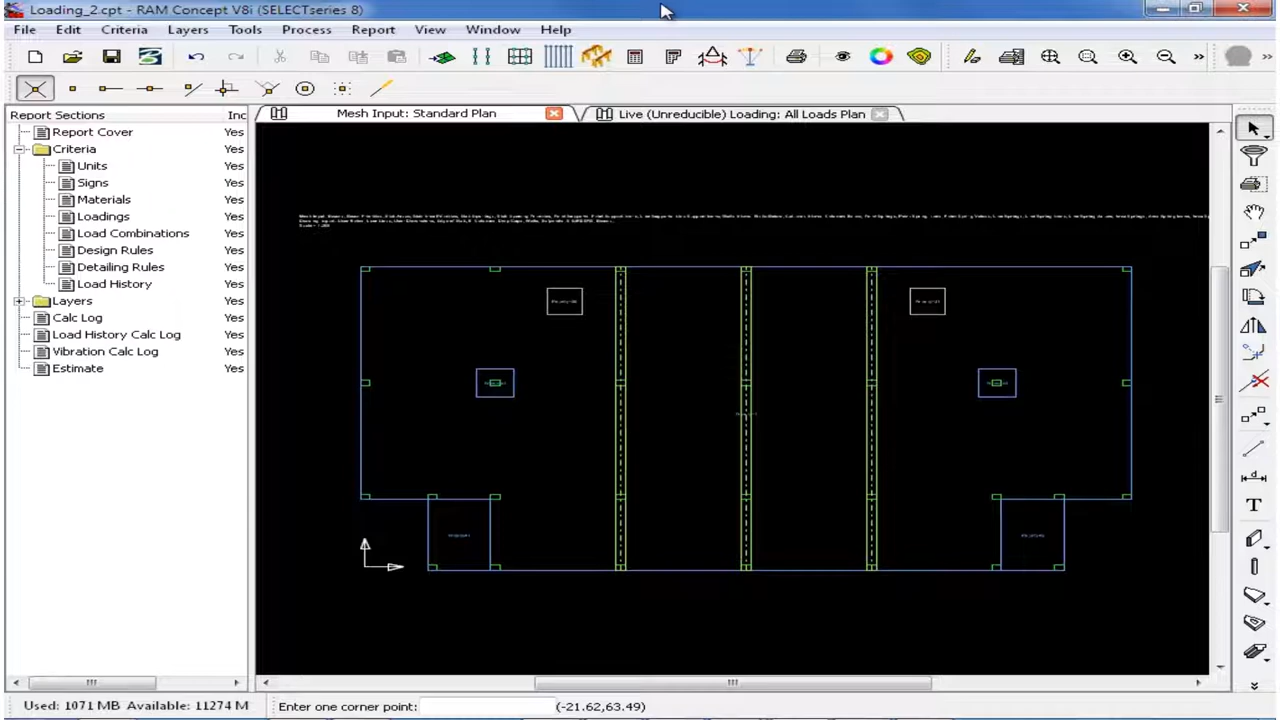 Loading_2.cpt - RAM Concept V8i (SELECTseries 8)
File Edit Criteria Layers Tools Process Report View Window Help
Report Sections Inc
Mesh Input: Standard Plan
Live (Unreducible) Loading: All Loads Plan
Report Cover Yes
Criteria Yes
Units Yes
Signs Yes
Materials Yes
Loadings Yes
Load Combinations Yes
Design Rules Yes
Detailing Rules Yes
Load History Yes
Layers Yes
Calc Log Yes
Load History Calc Log Yes
Vibration Calc Log Yes
Estimate Yes
d
T
Used: 1071 MB Available: 11274 M
Enter one corner point: (-21.62,63.49)